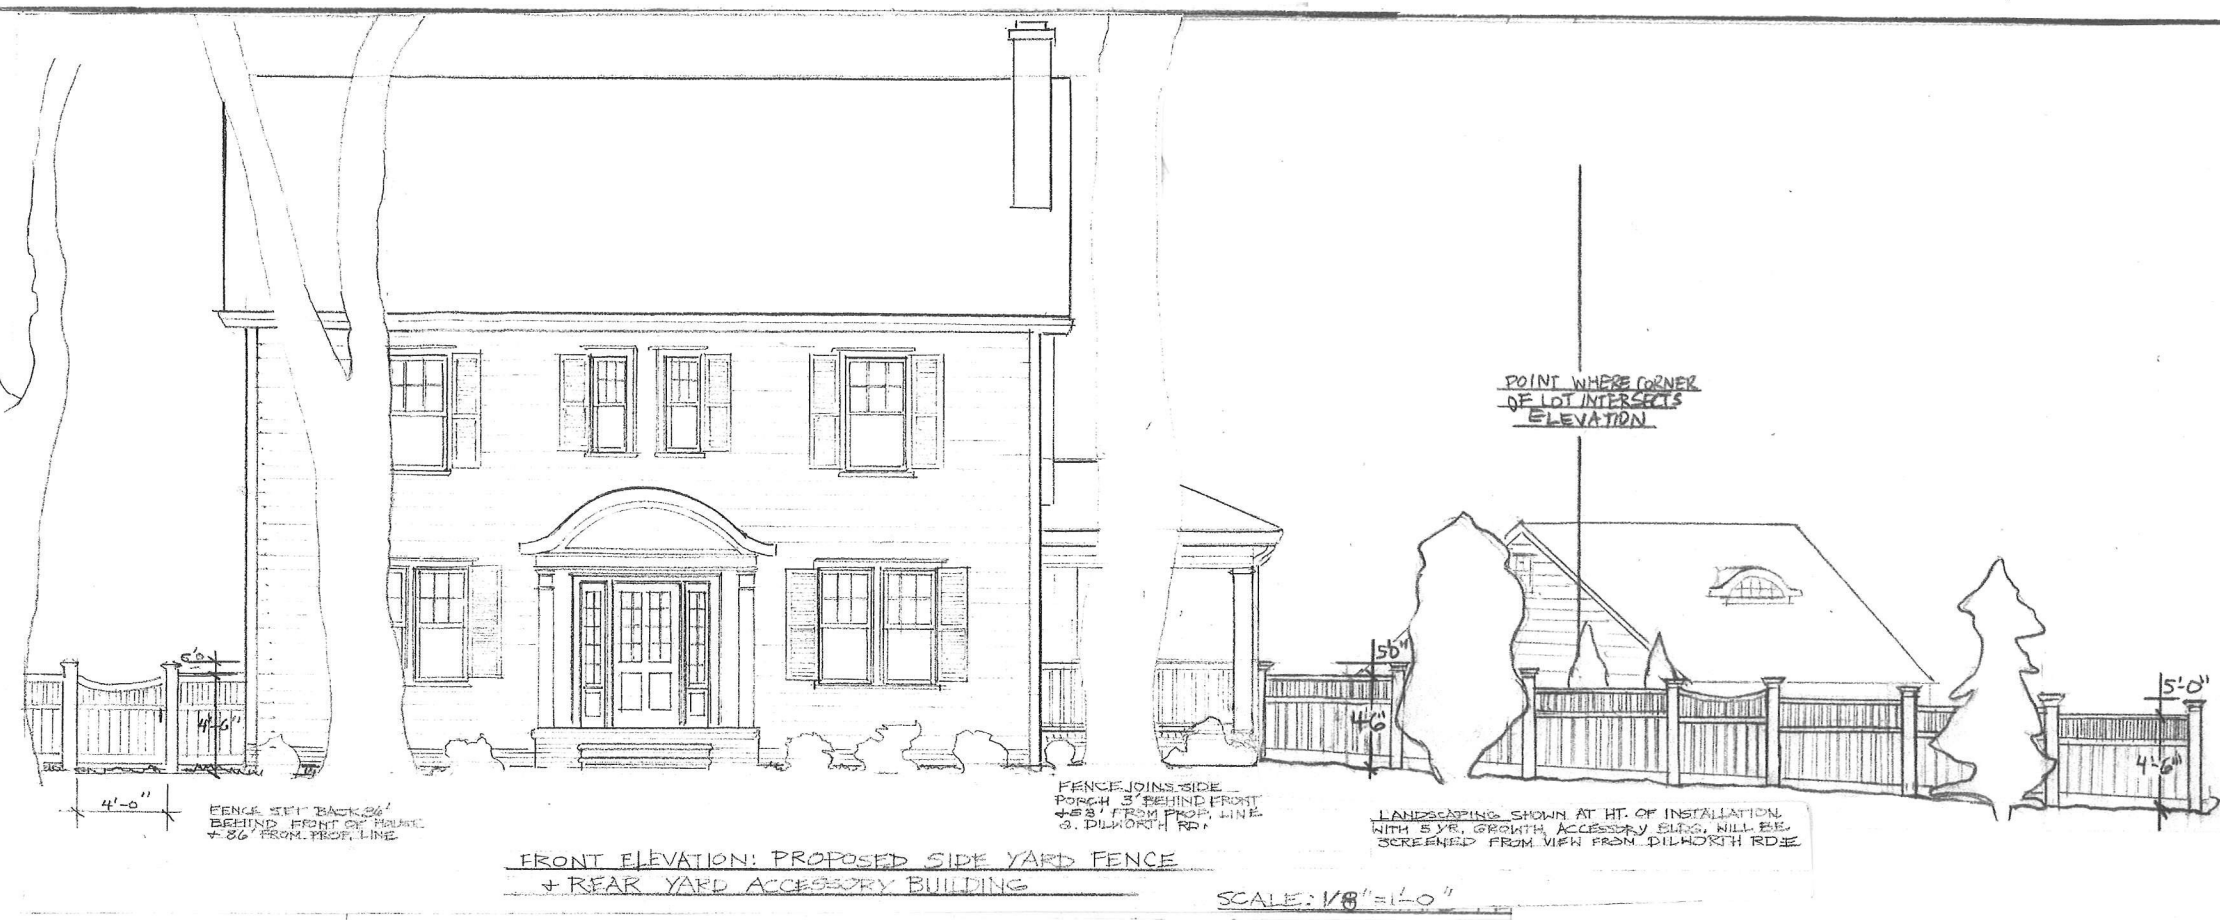 POINT WHERE CORNER
OF LOT INTERSECTS
ELEVATION
5'0"
4'-6"
5'0"
4'6"
5'-0"
4'-6"
4'-0"
FENCE SET BACK 36'
BEHIND FRONT OF HOUSE
+ 86' FROM PROP. LINE
FENCE JOINS SIDE
PORCH 3' BEHIND FRONT
+ 53' FROM PROP. LINE
@ DILWORTH RD.
LANDSCAPING SHOWN AT HT. OF INSTALLATION
WITH 5 YR. GROWTH, ACCESSORY BLDG. WILL BE
SCREENED FROM VIEW FROM DILWORTH RD E
FRONT ELEVATION: PROPOSED SIDE YARD FENCE
+ REAR YARD ACCESSORY BUILDING
SCALE: 1/8" = 1'-0"